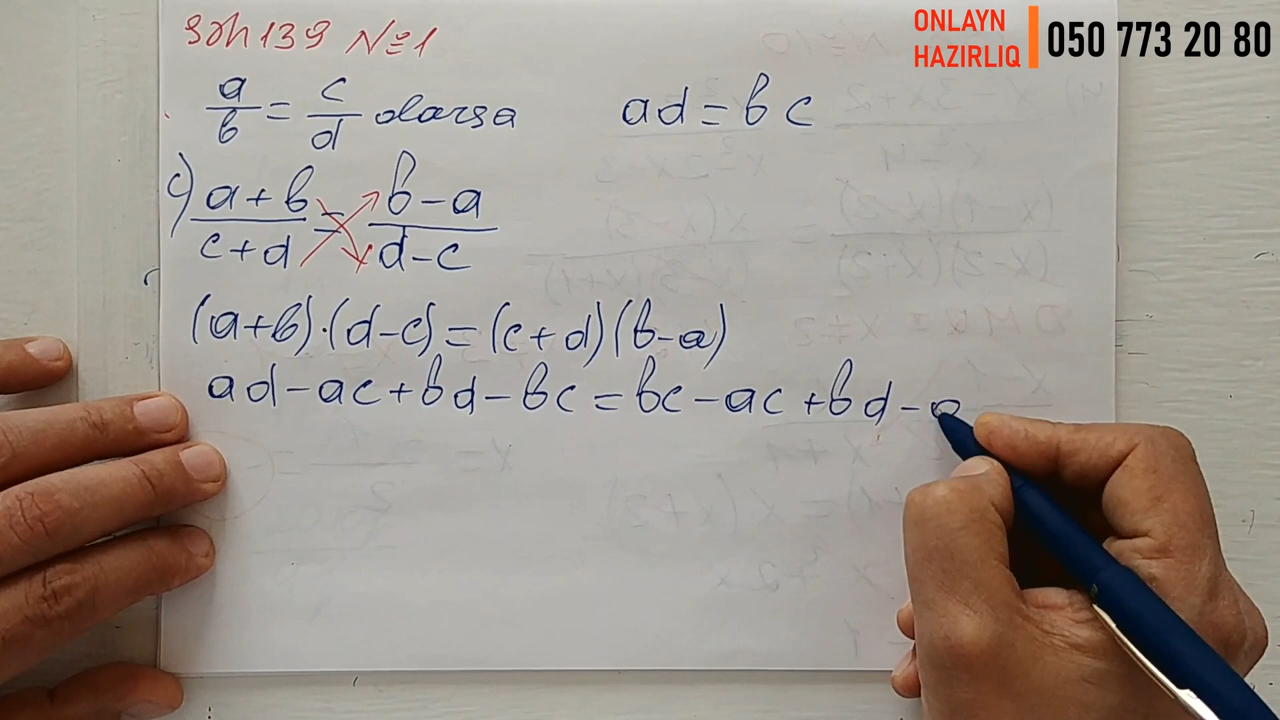 ONLAYN
HAZIRLIQ
050 773 20 80
səh 139 №1
a/b = c/d olarsa
ad = bc
c) a+b/c+d = b-a/d-c
(a+b)·(d-c)=(c+d)(b-a)
ad-ac+bd-bc=bc-ac+bd-a